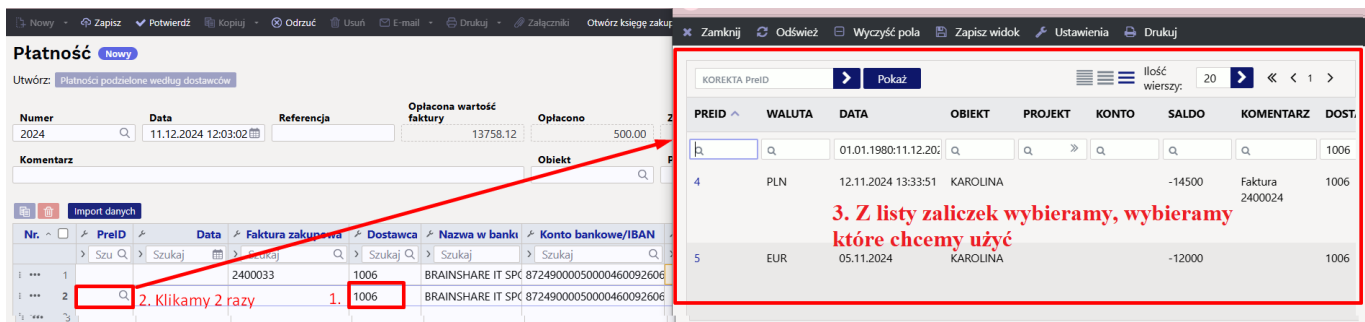 Nowy Zapisz Potwierdź Kopiuj Odrzuć Usuń E-mail Drukuj Załączniki Otwórz księgę zakup
Płatność Nowy
Utwórz: Płatności podzielone według dostawców
Numer Data Referencja Opłacona wartość faktury Opłacono Z
2024 11.12.2024 12:03:02 13758.12 500.00
Komentarz Obiekt P
Import danych
Nr. PreID Data Faktura zakupowa Dostawca Nazwa w banku Konto bankowe/IBAN
Szu Szukaj Szukaj Szukaj Szukaj Szukaj
1 2400033 1006 BRAINSHARE IT SPÓ 87249000050000460092606
2 2. Klikamy 2 razy 1. 1006 BRAINSHARE IT SPÓ 87249000050000460092606
3
Zamknij Odśwież Wyczyść pola Zapisz widok Ustawienia Drukuj
KOREKTA PreID Pokaż Ilość wierszy: 20 « < 1 >
PREID WALUTA DATA OBIEKT PROJEKT KONTO SALDO KOMENTARZ DOSTA
01.01.1980:11.12.202 1006
4 PLN 12.11.2024 13:33:51 KAROLINA -14500 Faktura 2400024 1006
3. Z listy zaliczek wybieramy, wybieramy
które chcemy użyć
5 EUR 05.11.2024 KAROLINA -12000 1006